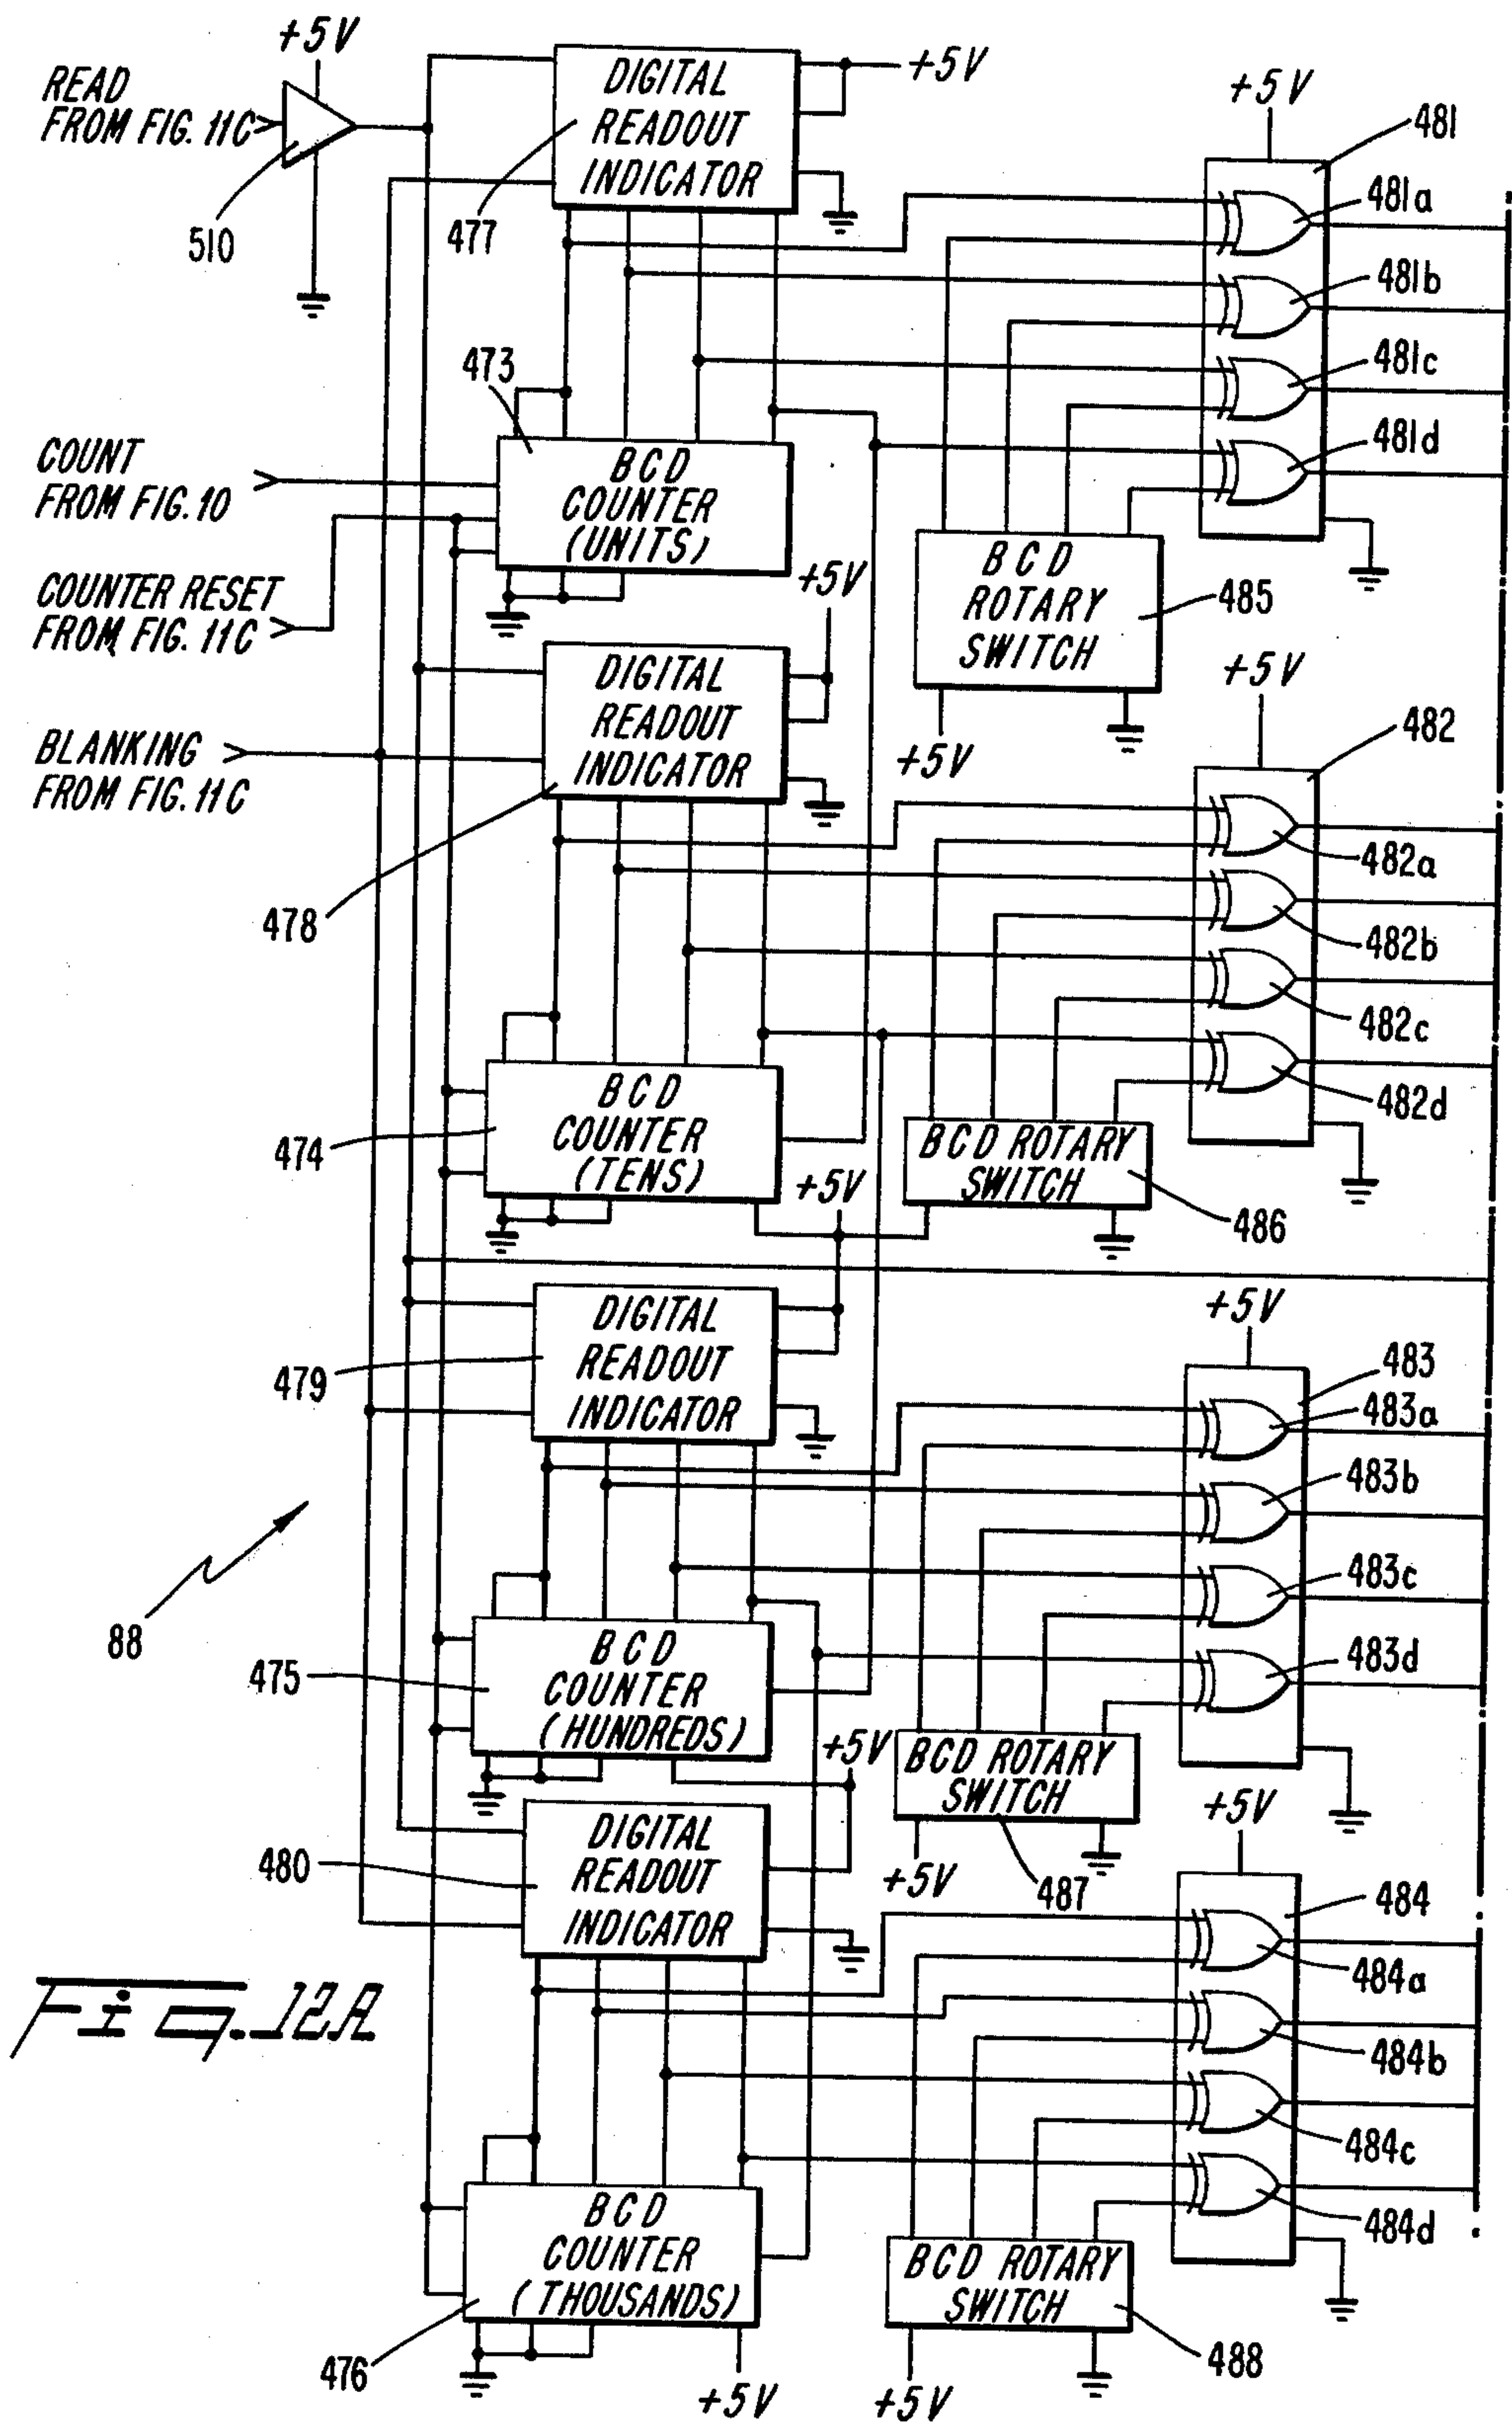 +5V
READ
FROM FIG. 11C
510
DIGITAL
READOUT
INDICATOR
477
+5V
+5V
481
481a
481b
481c
481d
473
COUNT
FROM FIG. 10
BCD
COUNTER
(UNITS)
COUNTER RESET
FROM FIG. 11C
+5V
BCD
ROTARY
SWITCH
485
+5V
DIGITAL
READOUT
INDICATOR
478
BLANKING
FROM FIG. 11C
+5V
482
482a
482b
482c
482d
BCD
COUNTER
(TENS)
474
+5V
BCD ROTARY
SWITCH
486
DIGITAL
READOUT
INDICATOR
479
+5V
483
483a
483b
483c
483d
88
BCD
COUNTER
(HUNDREDS)
475
+5V
BCD ROTARY
SWITCH
487
+5V
DIGITAL
READOUT
INDICATOR
480
+5V
484
484a
484b
484c
484d
Fig. 12A
BCD
COUNTER
(THOUSANDS)
476
+5V
BCD ROTARY
SWITCH
488
+5V